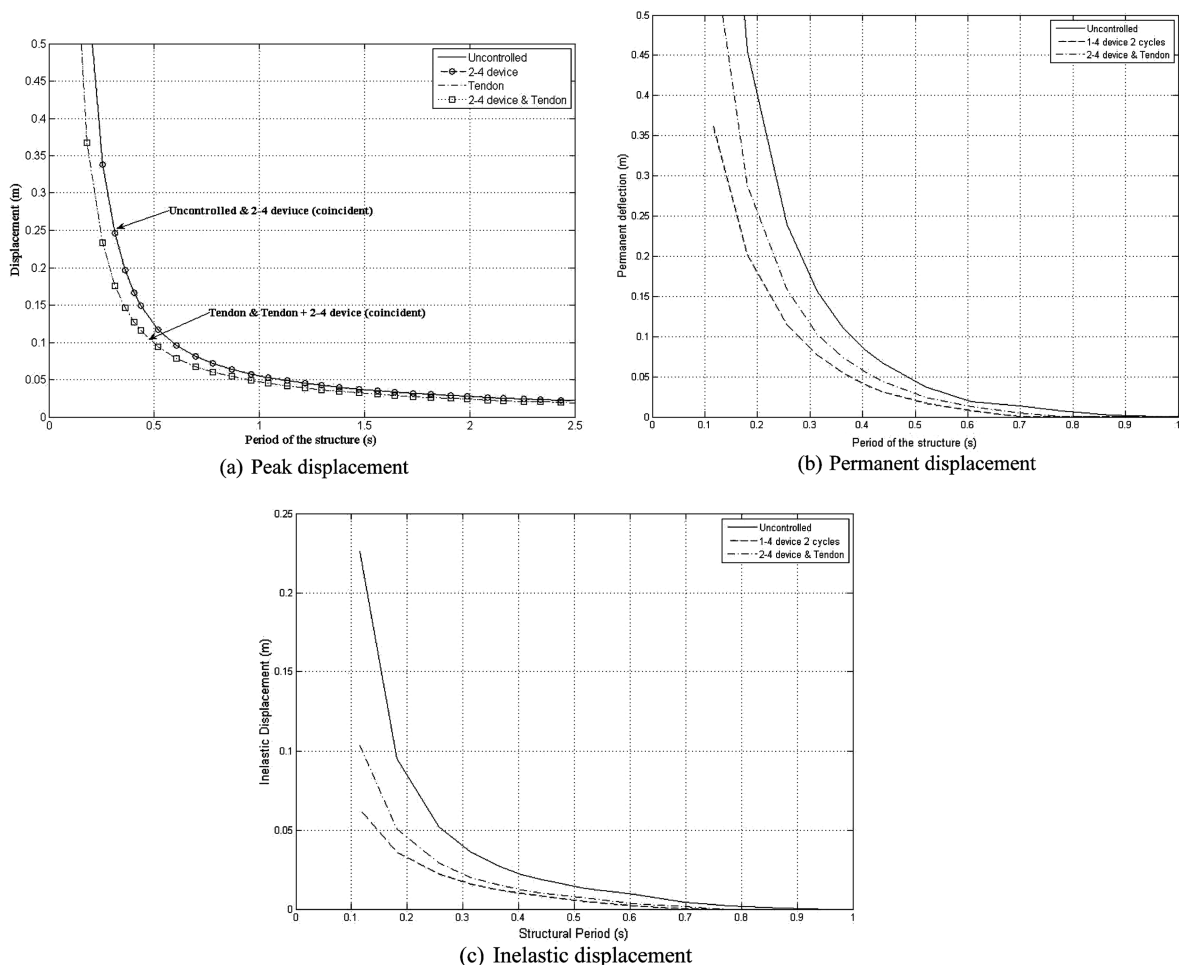 0.5
0.45
0.4
0.35
0.3
0.25
0.2
0.15
0.1
0.05
0
Displacement (m)
Uncontrolled
2-4 device
Tendon
2-4 device & Tendon
Uncontrolled & 2-4 deviuce (coincident)
Tendon & Tendon + 2-4 device (coincident)
0 0.5 1 1.5 2 2.5
Period of the structure (s)
(a) Peak displacement
0.5
0.45
0.4
0.35
0.3
0.25
0.2
0.15
0.1
0.05
0
Permanent deflection (m)
Uncontrolled
1-4 device 2 cycles
2-4 device & Tendon
0 0.1 0.2 0.3 0.4 0.5 0.6 0.7 0.8 0.9 1
Period of the structure (s)
(b) Permanent displacement
0.25
0.2
0.15
0.1
0.05
0
Inelastic Displacement (m)
Uncontrolled
1-4 device 2 cycles
2-4 device & Tendon
0 0.1 0.2 0.3 0.4 0.5 0.6 0.7 0.8 0.9 1
Structural Period (s)
(c) Inelastic displacement